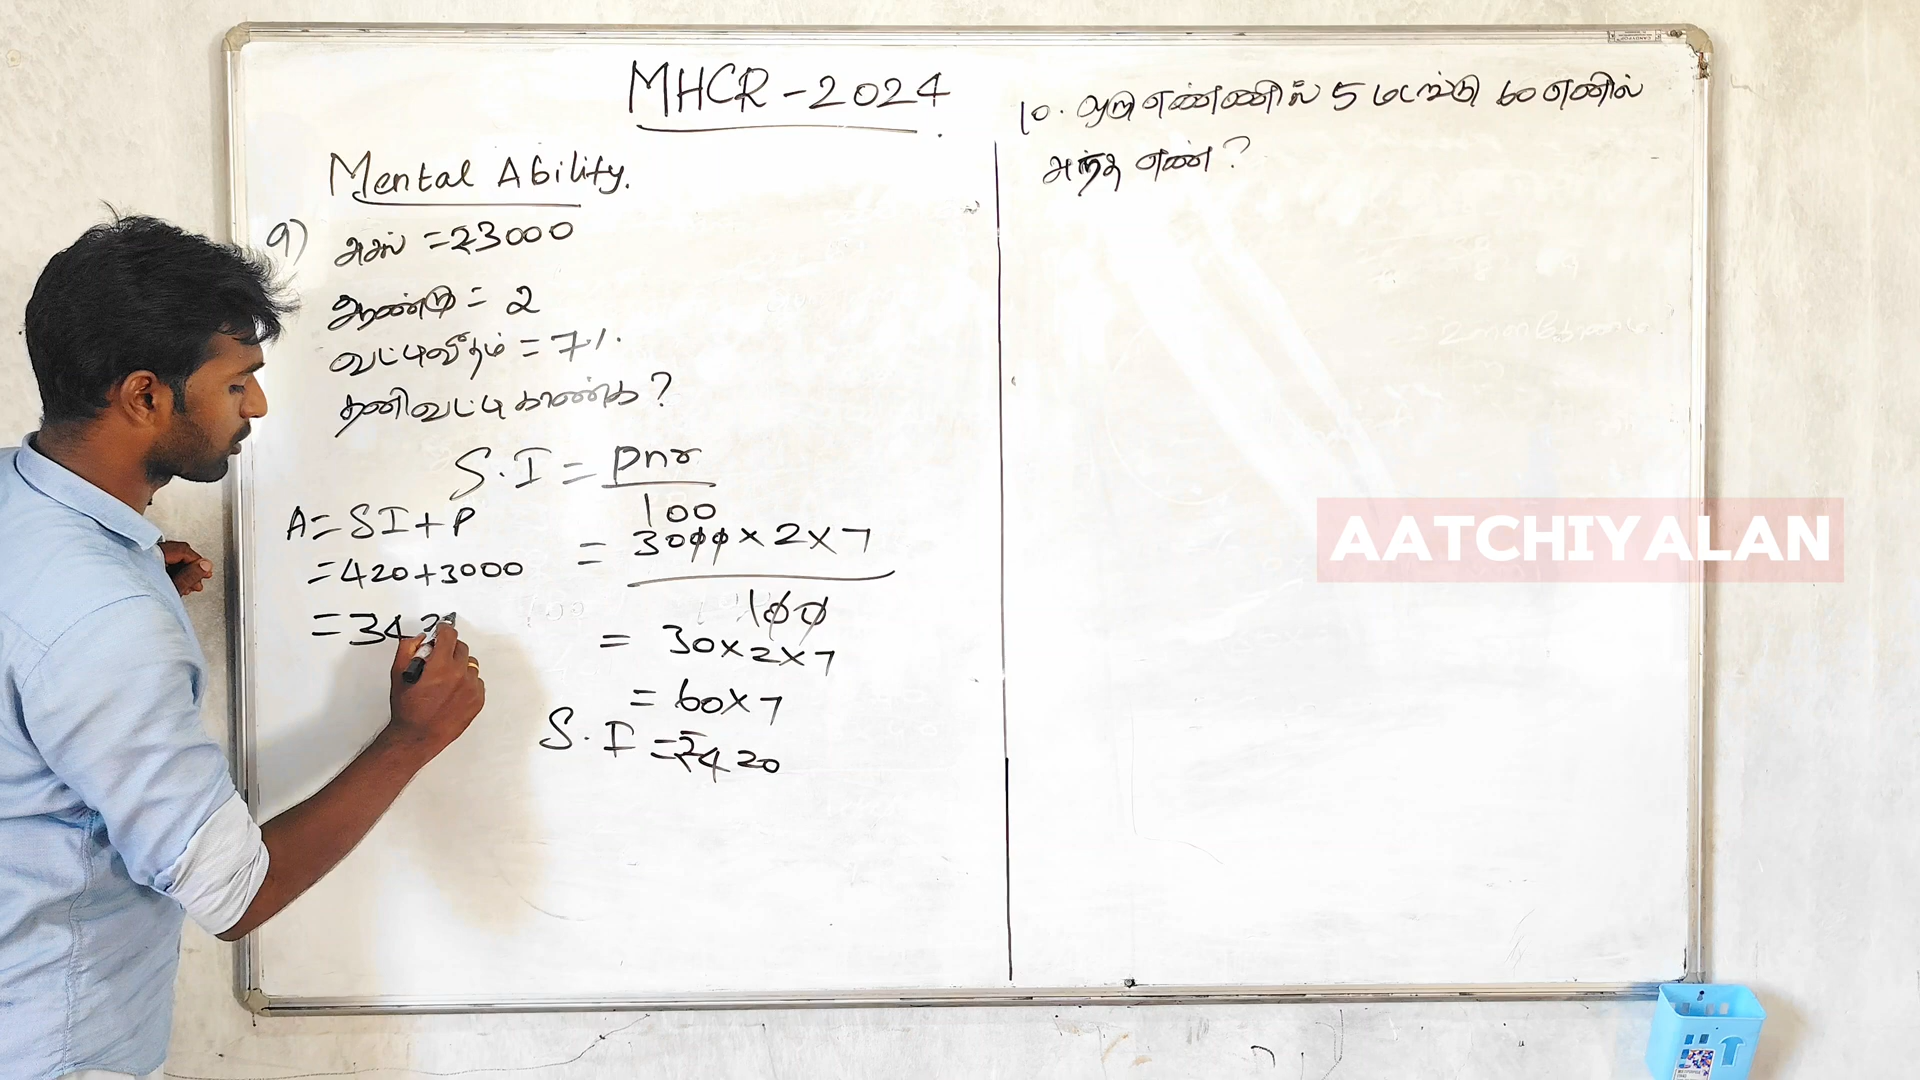 MHCR - 2024
Mental Ability.
9) அசல் = ₹3000
ஆண்டு = 2
வட்டிவீதம் = 7%.
தனிவட்டி காண்க?
S.I = pnr
100
= 3000 x 2 x 7
100
= 30 x 2 x 7
= 60 x 7
S.I = ₹420
A = SI + P
= 420 + 3000
= 342
10. ஒரு எண்ணில் 5 மடங்கு 60 எனில்
அந்த எண்?
AATCHIYALAN